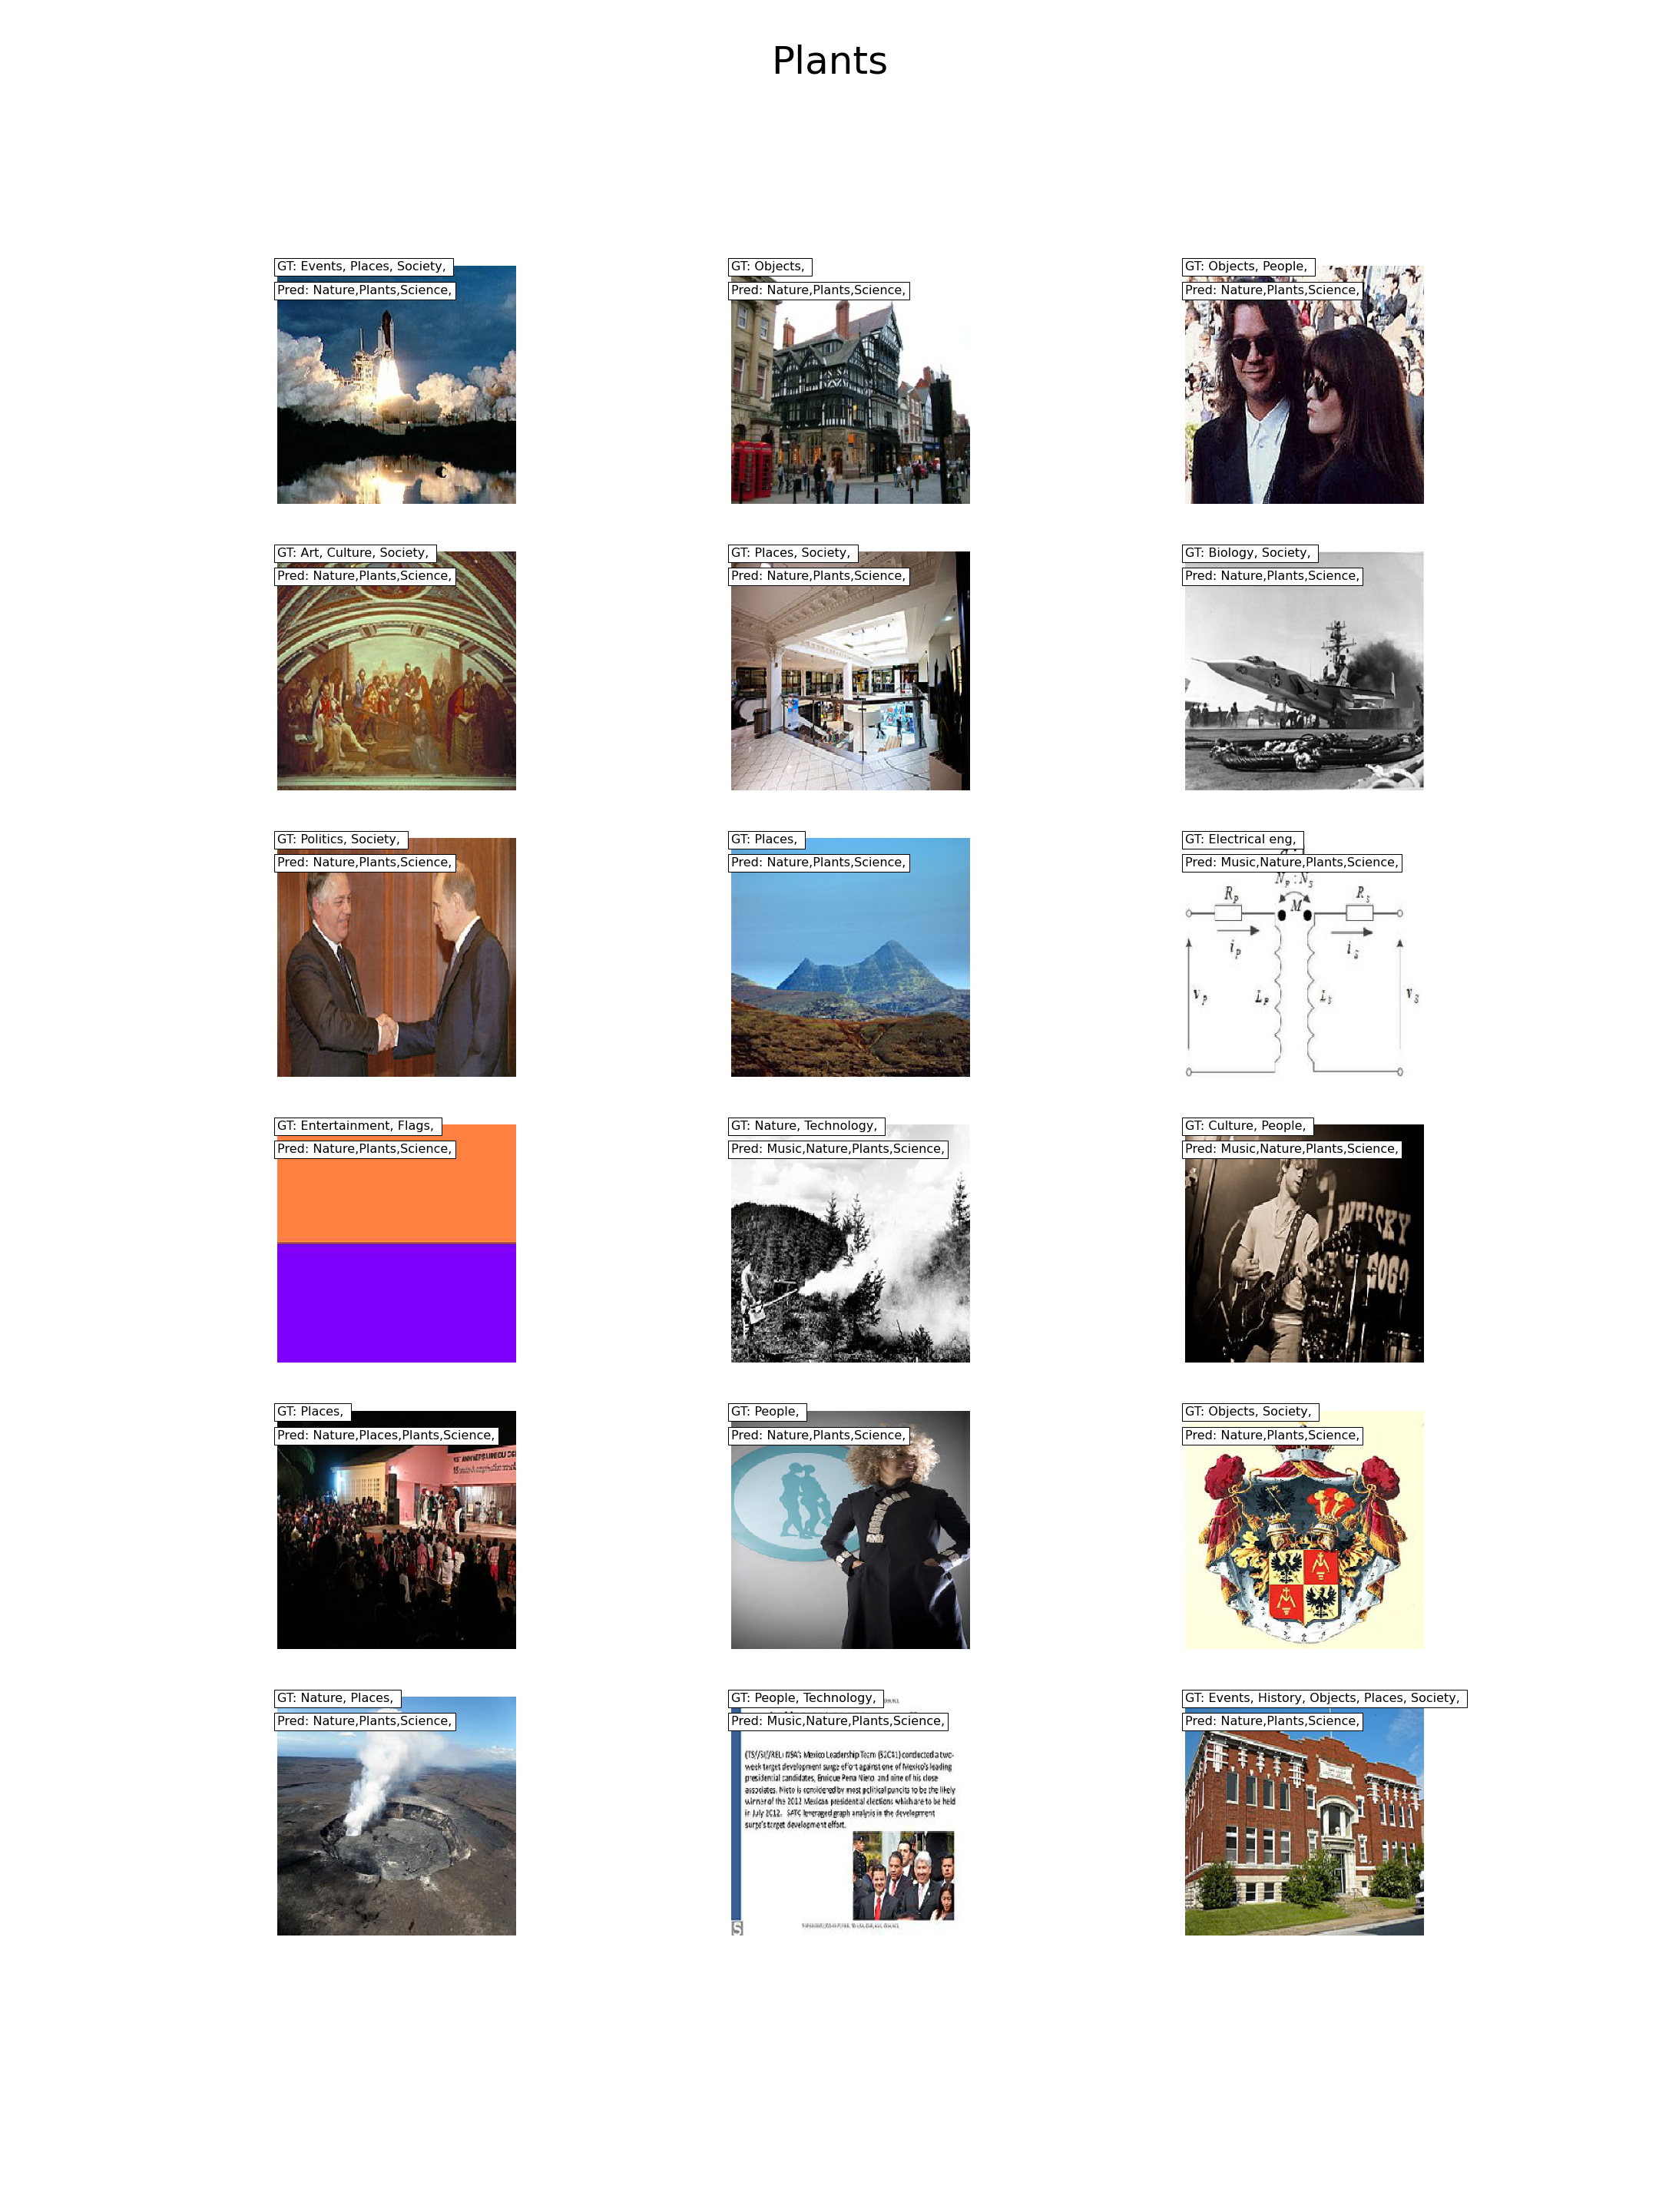 Plants
GT: Events, Places, Society,
Pred: Nature,Plants,Science,
GT: Objects,
Pred: Nature,Plants,Science,
GT: Objects, People,
Pred: Nature,Plants,Science,
GT: Art, Culture, Society,
Pred: Nature,Plants,Science,
GT: Places, Society,
Pred: Nature,Plants,Science,
GT: Biology, Society,
Pred: Nature,Plants,Science,
GT: Politics, Society,
Pred: Nature,Plants,Science,
GT: Places,
Pred: Nature,Plants,Science,
GT: Electrical eng,
Pred: Music,Nature,Plants,Science,
Np : Ns
Rp M Rs
ip is
vp Lp Ls vs
GT: Entertainment, Flags,
Pred: Nature,Plants,Science,
GT: Nature, Technology,
Pred: Music,Nature,Plants,Science,
GT: Culture, People,
Pred: Music,Nature,Plants,Science,
WHISKY
GOGO
GT: Places,
Pred: Nature,Places,Plants,Science,
GT: People,
Pred: Nature,Plants,Science,
GT: Objects, Society,
Pred: Nature,Plants,Science,
GT: Nature, Places,
Pred: Nature,Plants,Science,
GT: People, Technology,
Pred: Music,Nature,Plants,Science,
(TS//SI//REL) NSA's Mexico Leadership Team (S2C41) conducted a two-
week target development surge effort against one of Mexico's leading
presidential candidates, Enrique Pena Nieto, and nine of his close
associates. Nieto is considered by most political pundits to be the likely
winner of the 2012 Mexican presidential elections which are to be held
in July 2012. SATC leveraged graph analysis in the development
surge's target development effort.
S
GT: Events, History, Objects, Places, Society,
Pred: Nature,Plants,Science,